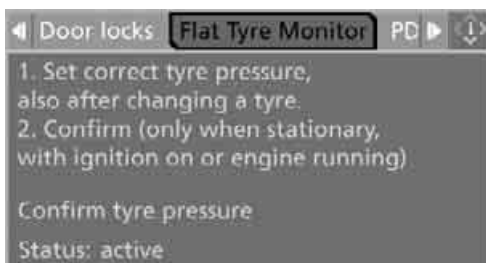 Door locks Flat Tyre Monitor PD
1. Set correct tyre pressure,
also after changing a tyre.
2. Confirm (only when stationary,
with ignition on or engine running)
Confirm tyre pressure
Status: active